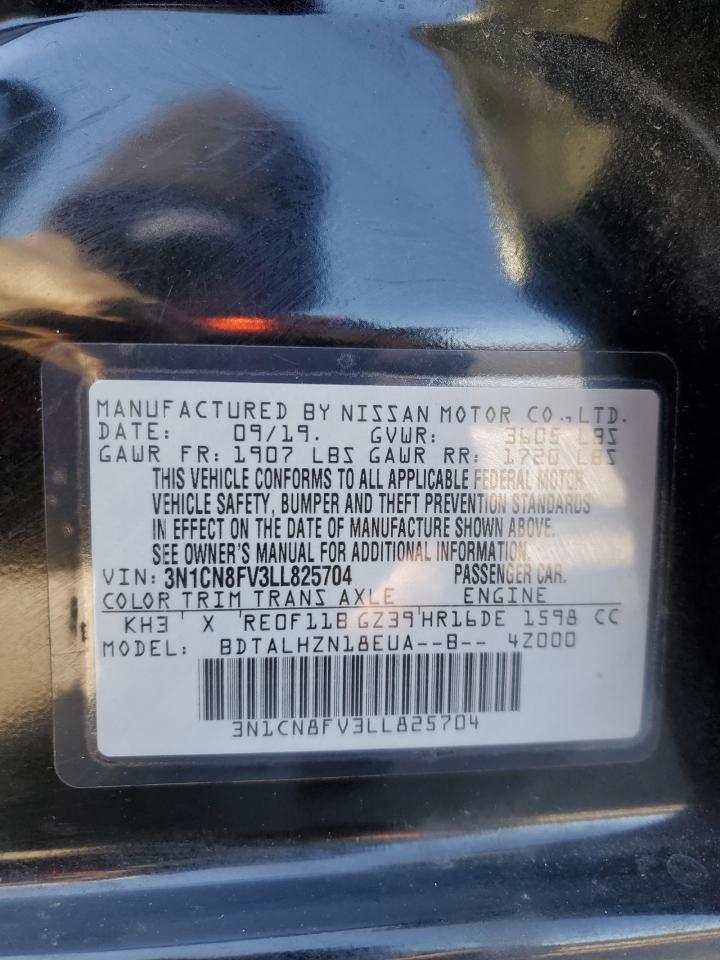 MANUFACTURED BY NISSAN MOTOR CO.,LTD.
DATE: 09/19. GVWR: 3605 LBS
GAWR FR: 1907 LBS GAWR RR: 1720 LBS
THIS VEHICLE CONFORMS TO ALL APPLICABLE FEDERAL MOTOR
VEHICLE SAFETY, BUMPER AND THEFT PREVENTION STANDARDS
IN EFFECT ON THE DATE OF MANUFACTURE SHOWN ABOVE.
SEE OWNER'S MANUAL FOR ADDITIONAL INFORMATION.
VIN: 3N1CN8FV3LL825704 PASSENGER CAR.
COLOR TRIM TRANS AXLE ENGINE
KH3 X RE0F11B GZ39 HR16DE 1598 CC
MODEL: BDTALHZN18EUA--B-- 4Z000
3N1CN8FV3LL825704